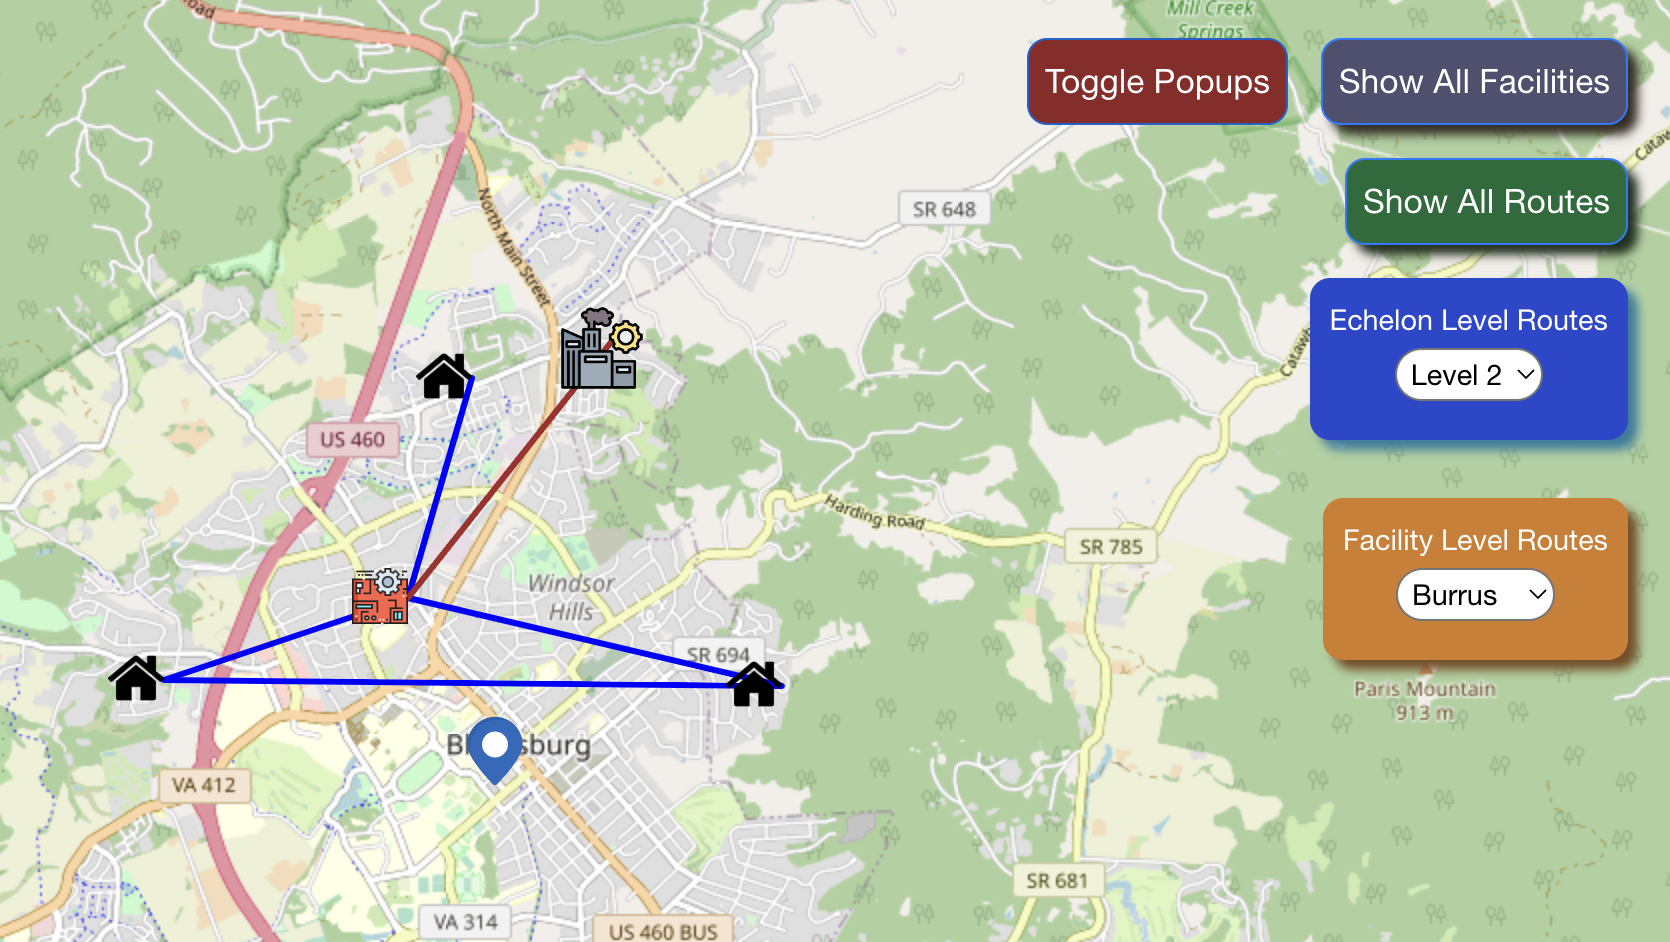 Road
Mill Creek
Springs
Toggle Popups
Show All Facilities
Cataw
Show All Routes
SR 648
North Main Street
Echelon Level Routes
Level 2
Catawb
US 460
Harding Road
SR 785
Facility Level Routes
Burrus
Windsor
Hills
SR 694
Paris Mountain
913 m
Bl sburg
VA 412
SR 681
VA 314
US 460 BUS